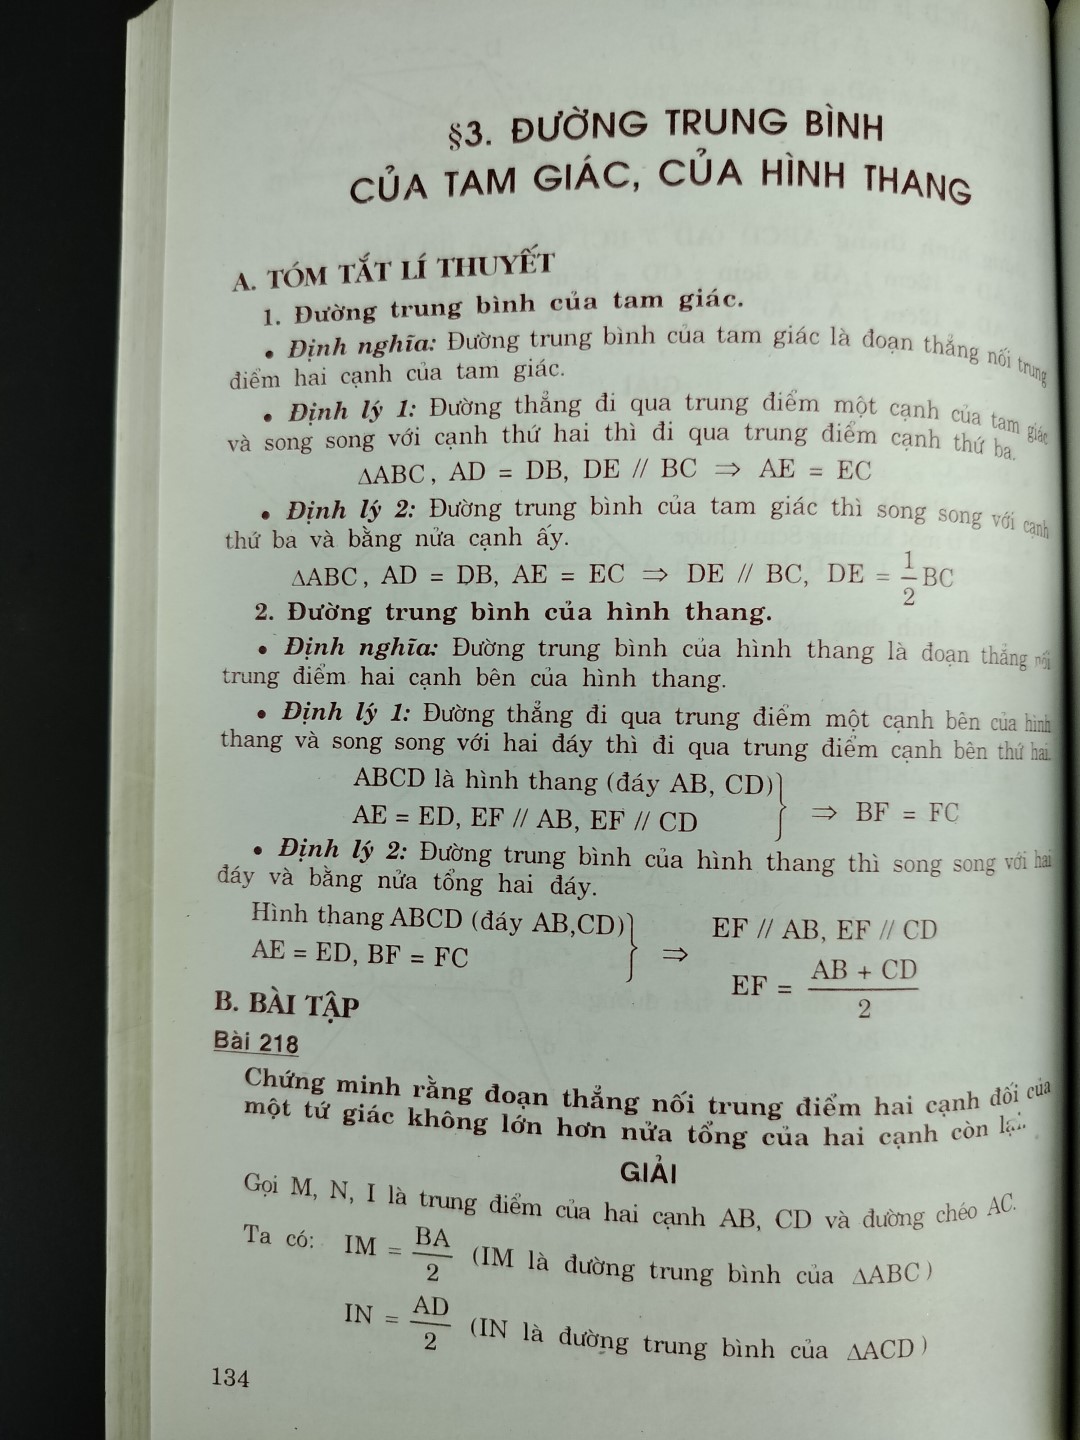 §3. ĐƯỜNG TRUNG BÌNH
CỦA TAM GIÁC, CỦA HÌNH THANG
A. TÓM TẮT LÍ THUYẾT
1. Đường trung bình của tam giác.
• Định nghĩa: Đường trung bình của tam giác là đoạn thẳng nối trung
điểm hai cạnh của tam giác.
• Định lý 1: Đường thẳng đi qua trung điểm một cạnh của tam giác
và song song với cạnh thứ hai thì đi qua trung điểm cạnh thứ ba.
∆ABC, AD = DB, DE // BC ⇒ AE = EC
• Định lý 2: Đường trung bình của tam giác thì song song với cạnh
thứ ba và bằng nửa cạnh ấy.
∆ABC, AD = DB, AE = EC ⇒ DE // BC, DE = 1/2 BC
2. Đường trung bình của hình thang.
• Định nghĩa: Đường trung bình của hình thang là đoạn thẳng nối
trung điểm hai cạnh bên của hình thang.
• Định lý 1: Đường thẳng đi qua trung điểm một cạnh bên của hình
thang và song song với hai đáy thì đi qua trung điểm cạnh bên thứ hai.
ABCD là hình thang (đáy AB, CD)
AE = ED, EF // AB, EF // CD } ⇒ BF = FC
• Định lý 2: Đường trung bình của hình thang thì song song với hai
đáy và bằng nửa tổng hai đáy.
Hình thang ABCD (đáy AB,CD)
AE = ED, BF = FC } ⇒
EF // AB, EF // CD
EF = (AB + CD)/2
B. BÀI TẬP
Bài 218
Chứng minh rằng đoạn thẳng nối trung điểm hai cạnh đối của
một tứ giác không lớn hơn nửa tổng của hai cạnh còn lại.
GIẢI
Gọi M, N, I là trung điểm của hai cạnh AB, CD và đường chéo AC.
Ta có: IM = BA/2 (IM là đường trung bình của ∆ABC)
IN = AD/2 (IN là đường trung bình của ∆ACD)
134